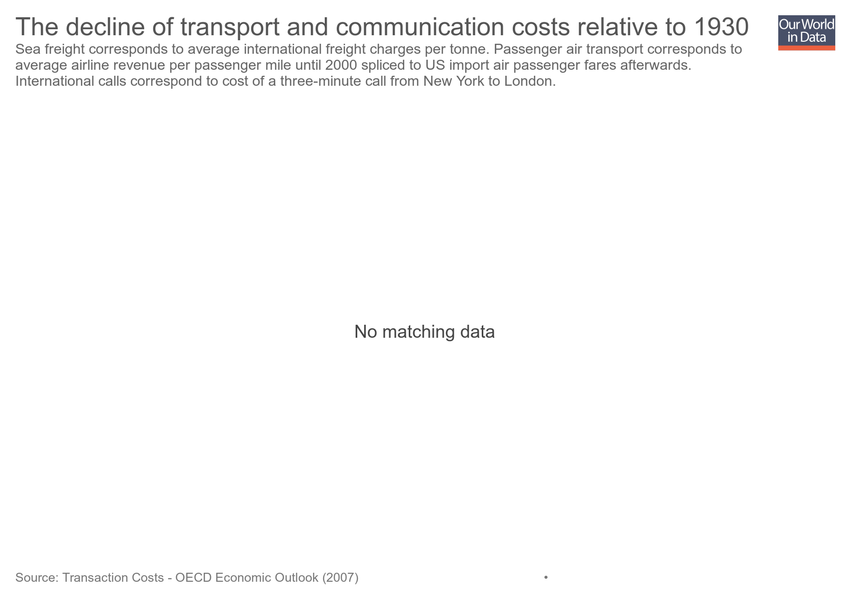 The decline of transport and communication costs relative to 1930
Our World
in Data
Sea freight corresponds to average international freight charges per tonne. Passenger air transport corresponds to
average airline revenue per passenger mile until 2000 spliced to US import air passenger fares afterwards.
International calls correspond to cost of a three-minute call from New York to London.
No matching data
Source: Transaction Costs - OECD Economic Outlook (2007)
•